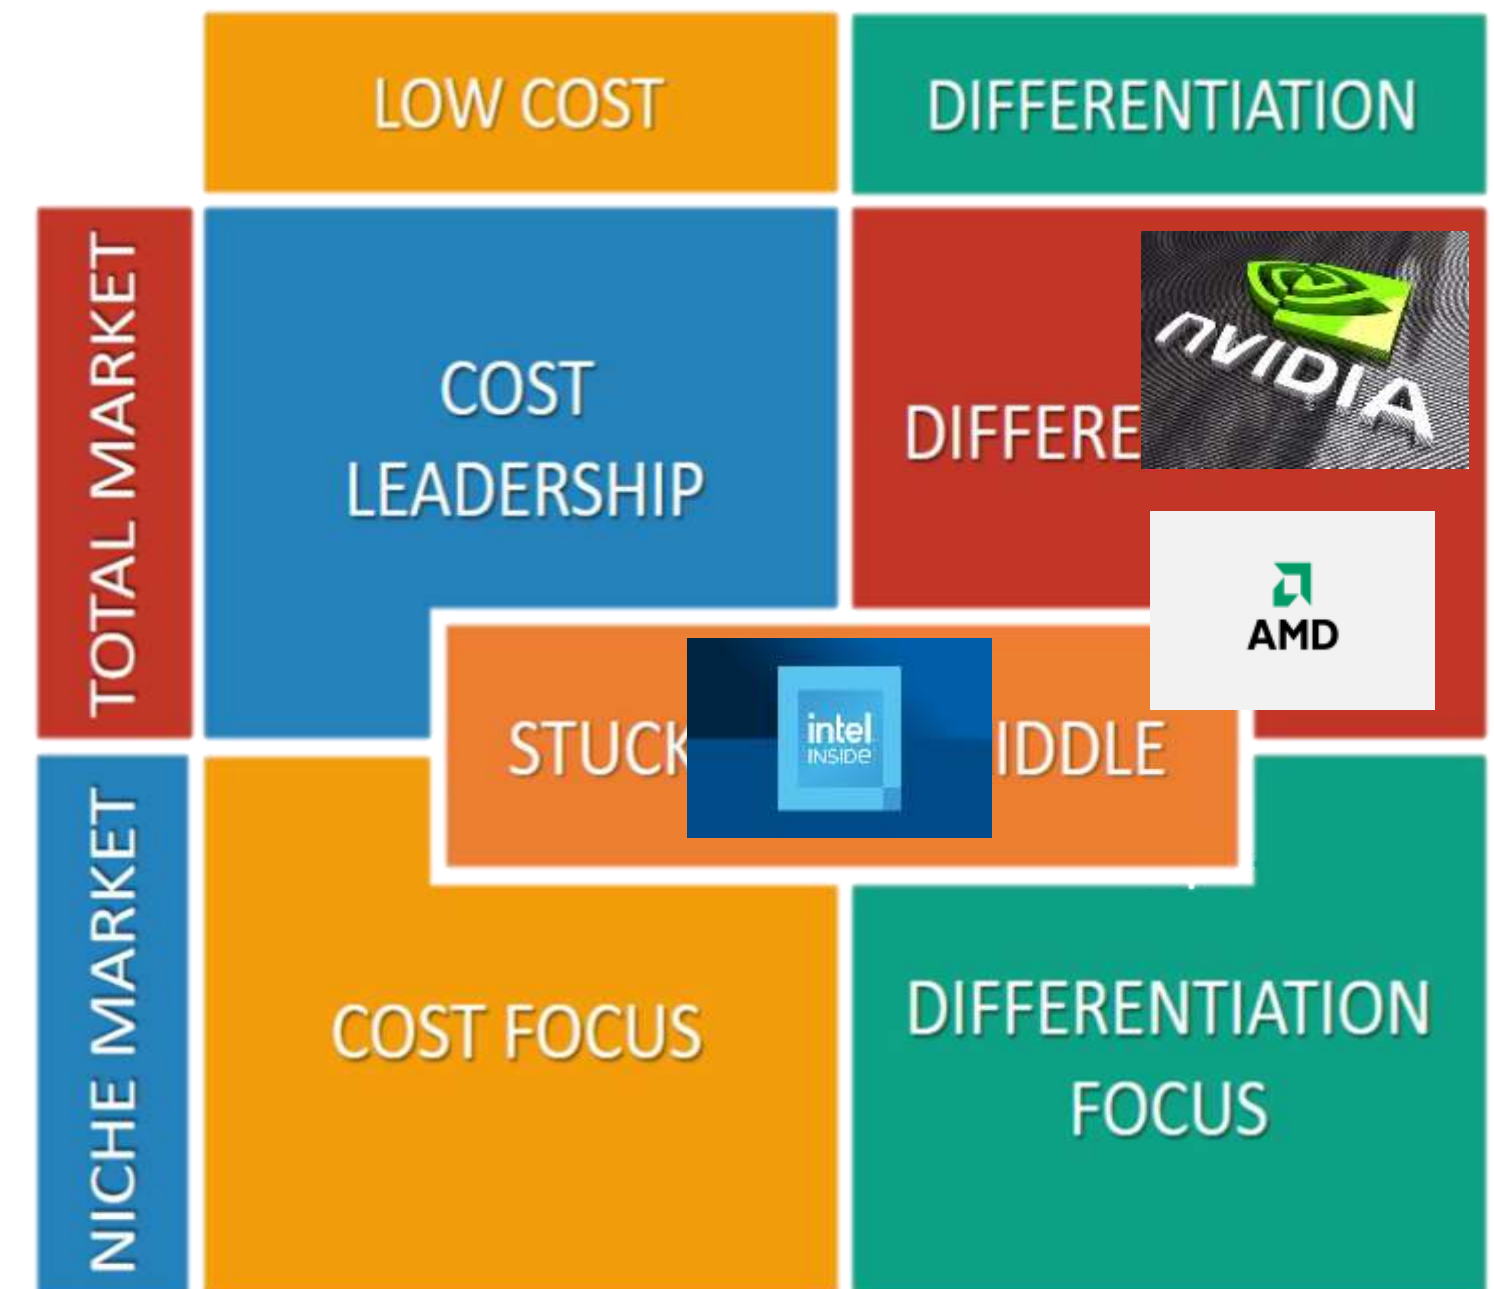 LOW COST
DIFFERENTIATION
TOTAL MARKET
COST
LEADERSHIP
DIFFERE
nVIDIA
AMD
STUCK
intel
INSIDe
IDDLE
NICHE MARKET
COST FOCUS
DIFFERENTIATION
FOCUS